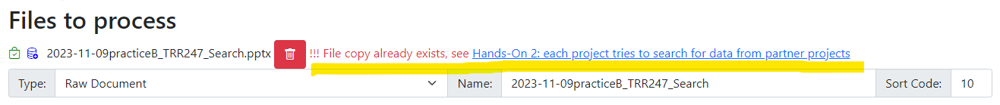 Files to process
2023-11-09practiceB_TRR247_Search.pptx !!! File copy already exists, see Hands-On 2: each project tries to search for data from partner projects
Type: Raw Document Name: 2023-11-09practiceB_TRR247_Search Sort Code: 10